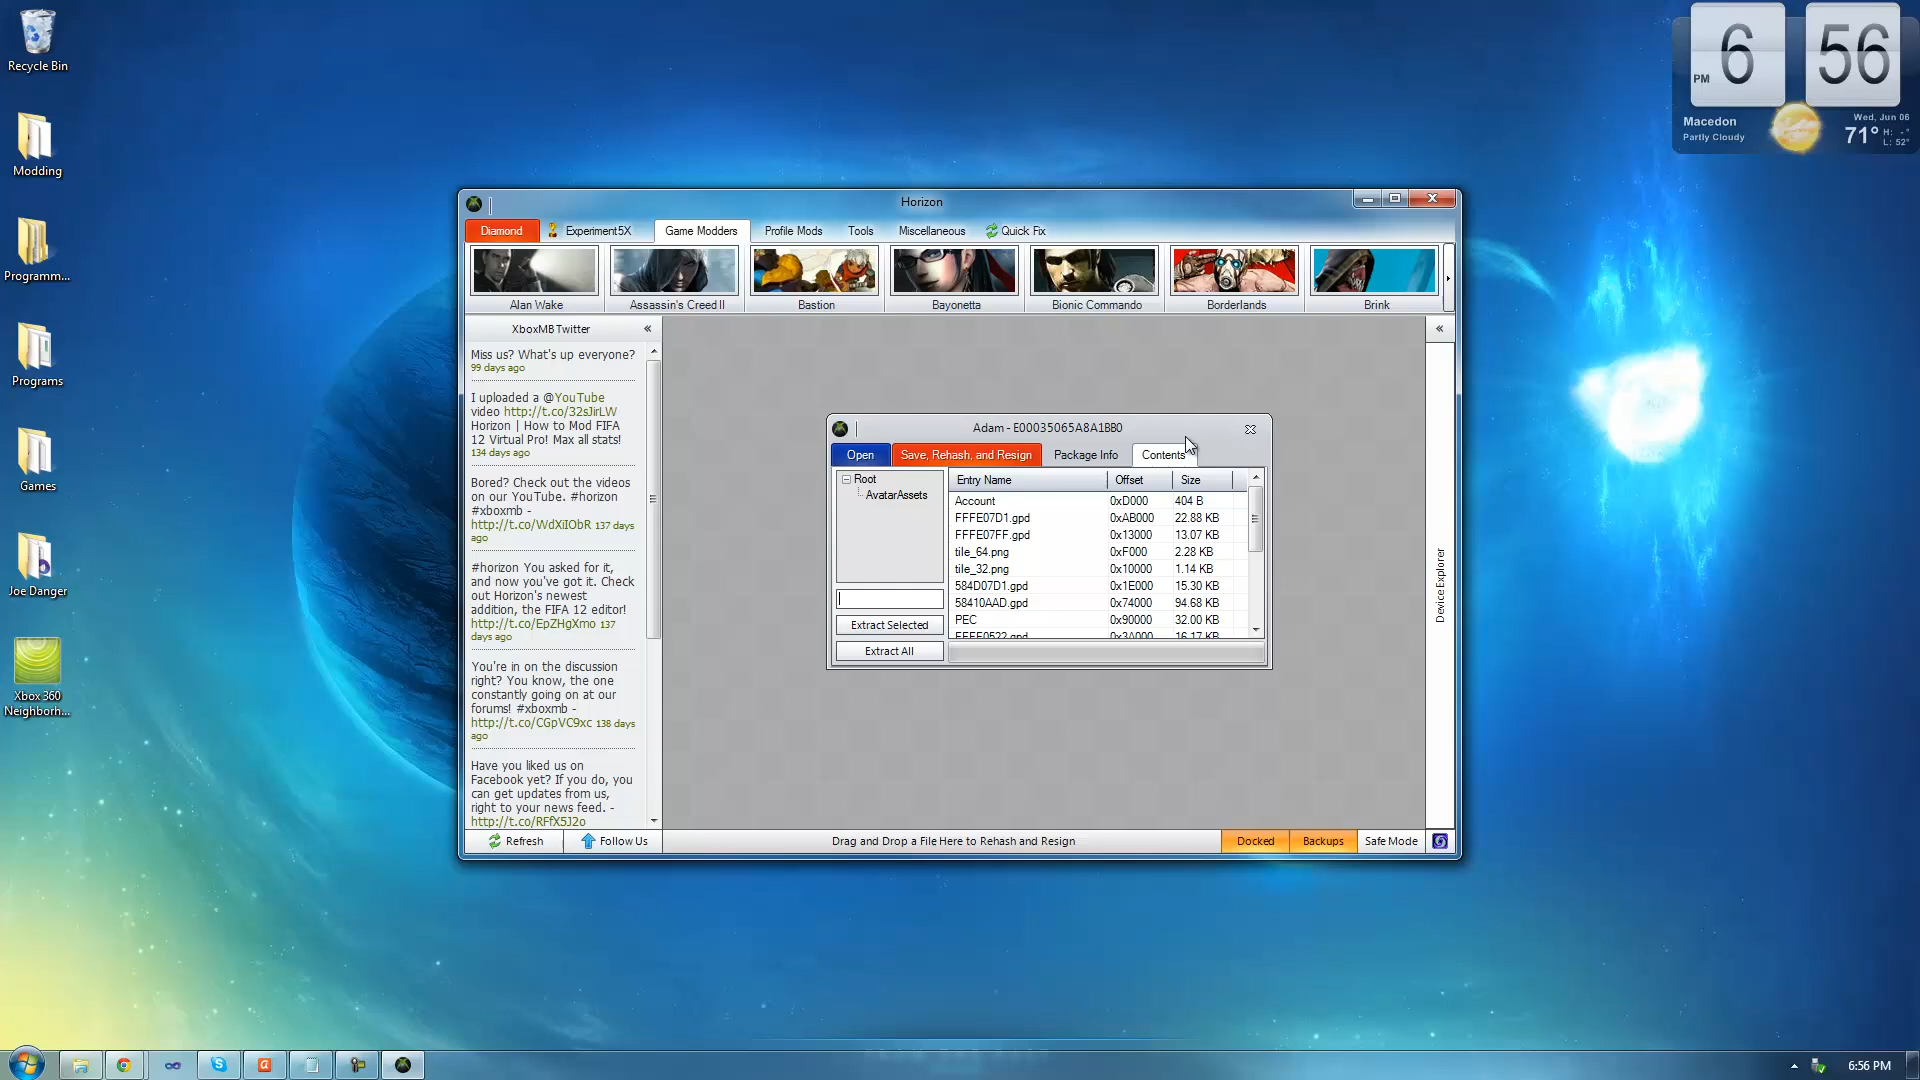 Recycle Bin
Modding
Programm...
Programs
Games
Joe Danger
Xbox 360
Neighborh...
6
56
PM
Macedon
Partly Cloudy
Wed, Jun 06
71°
H: -°
L: 52°
Horizon
Diamond
Experiment5X
Game Modders
Profile Mods
Tools
Miscellaneous
Quick Fix
Alan Wake
Assassin's Creed II
Bastion
Bayonetta
Bionic Commando
Borderlands
Brink
XboxMB Twitter
«
«
Miss us? What's up everyone?
99 days ago
I uploaded a @YouTube
video http://t.co/32sJirLW
Horizon | How to Mod FIFA
12 Virtual Pro! Max all stats!
134 days ago
Bored? Check out the videos
on our YouTube. #horizon
#xboxmb -
http://t.co/WdXiIObR 137 days
ago
#horizon You asked for it,
and now you've got it. Check
out Horizon's newest
addition, the FIFA 12 editor!
http://t.co/EpZHgXmo 137
days ago
You're in on the discussion
right? You know, the one
constantly going on at our
forums! #xboxmb -
http://t.co/CGpVC9xc 138 days
ago
Have you liked us on
Facebook yet? If you do, you
can get updates from us,
right to your news feed. -
http://t.co/RFfX5J2o
Refresh
Follow Us
Adam - E00035065A8A1BB0
Open
Save, Rehash, and Resign
Package Info
Contents
Root
AvatarAssets
Extract Selected
Extract All
Entry Name Offset Size
Account 0xD000 404 B
FFFE07D1.gpd 0xAB000 22.88 KB
FFFE07FF.gpd 0x13000 13.07 KB
tile_64.png 0xF000 2.28 KB
tile_32.png 0x10000 1.14 KB
584D07D1.gpd 0x1E000 15.30 KB
58410AAD.gpd 0x74000 94.68 KB
PEC 0x90000 32.00 KB
FFFE0522.gpd 0x3A000 16.17 KB
Device Explorer
Drag and Drop a File Here to Rehash and Resign
Docked
Backups
Safe Mode
6:56 PM